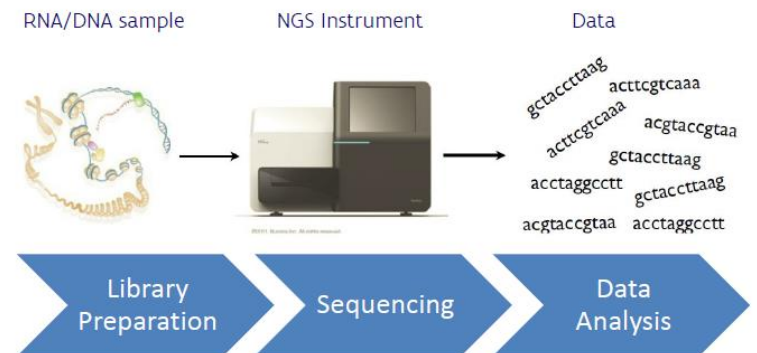 RNA/DNA sample
NGS Instrument
Data
gctaccttaag
acttcgtcaaa
acttcgtcaaa
acgtaccgtaa
gctaccttaag
acctaggcctt
gctaccttaag
acgtaccgtaa
acctaggcctt
Library
Preparation
Sequencing
Data
Analysis